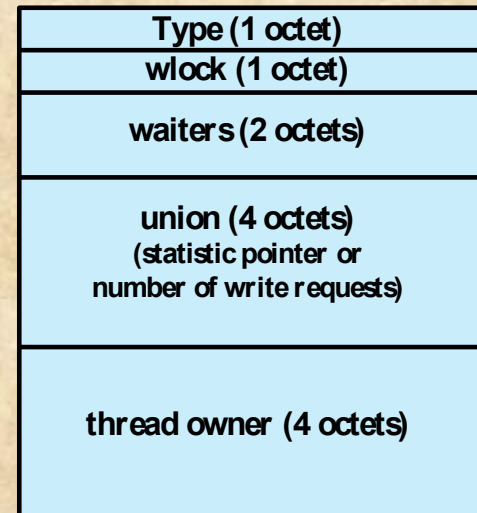 Type (1 octet)
wlock (1 octet)
waiters (2 octets)
union (4 octets)
(statistic pointer or
number of write requests)
thread owner (4 octets)